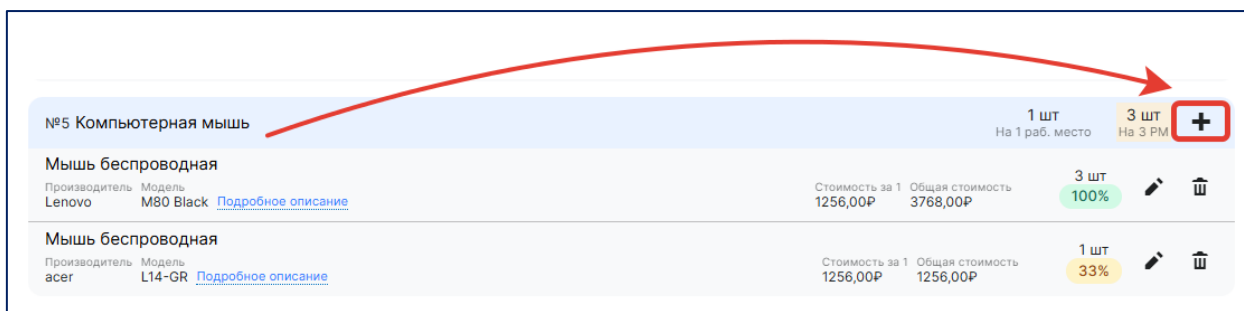 №5 Компьютерная мышь 1 шт 3 шт
На 1 раб. место На 3 РМ
Мышь беспроводная
Производитель Модель Стоимость за 1 Общая стоимость 3 шт
Lenovo M80 Black Подробное описание 1256,00₽ 3768,00₽ 100%
Мышь беспроводная
Производитель Модель Стоимость за 1 Общая стоимость 1 шт
acer L14-GR Подробное описание 1256,00₽ 1256,00₽ 33%